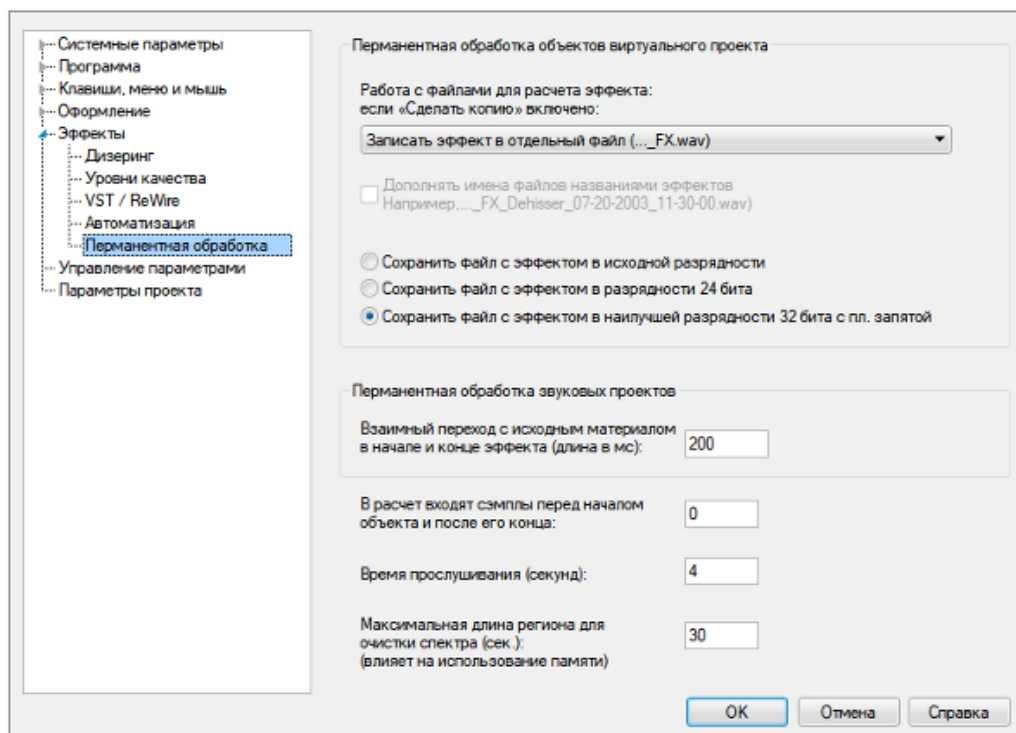 Системные параметры
Программа
Клавиши, меню и мышь
Оформление
Эффекты
Дизеринг
Уровни качества
VST / ReWire
Автоматизация
Перманентная обработка
Управление параметрами
Параметры проекта
Перманентная обработка объектов виртуального проекта
Работа с файлами для расчета эффекта:
если «Сделать копию» включено:
Записать эффект в отдельный файл (..._FX.wav)
Дополнять имена файлов названиями эффектов
Например,..._FX_Dehisser_07-20-2003_11-30-00.wav)
Сохранить файл с эффектом в исходной разрядности
Сохранить файл с эффектом в разрядности 24 бита
Сохранить файл с эффектом в наилучшей разрядности 32 бита с пл. запятой
Перманентная обработка звуковых проектов
Взаимный переход с исходным материалом
в начале и конце эффекта (длина в мс):
200
В расчет входят сэмплы перед началом
объекта и после его конца:
0
Время прослушивания (секунд):
4
Максимальная длина региона для
очистки спектра (сек.):
(влияет на использование памяти)
30
OK
Отмена
Справка